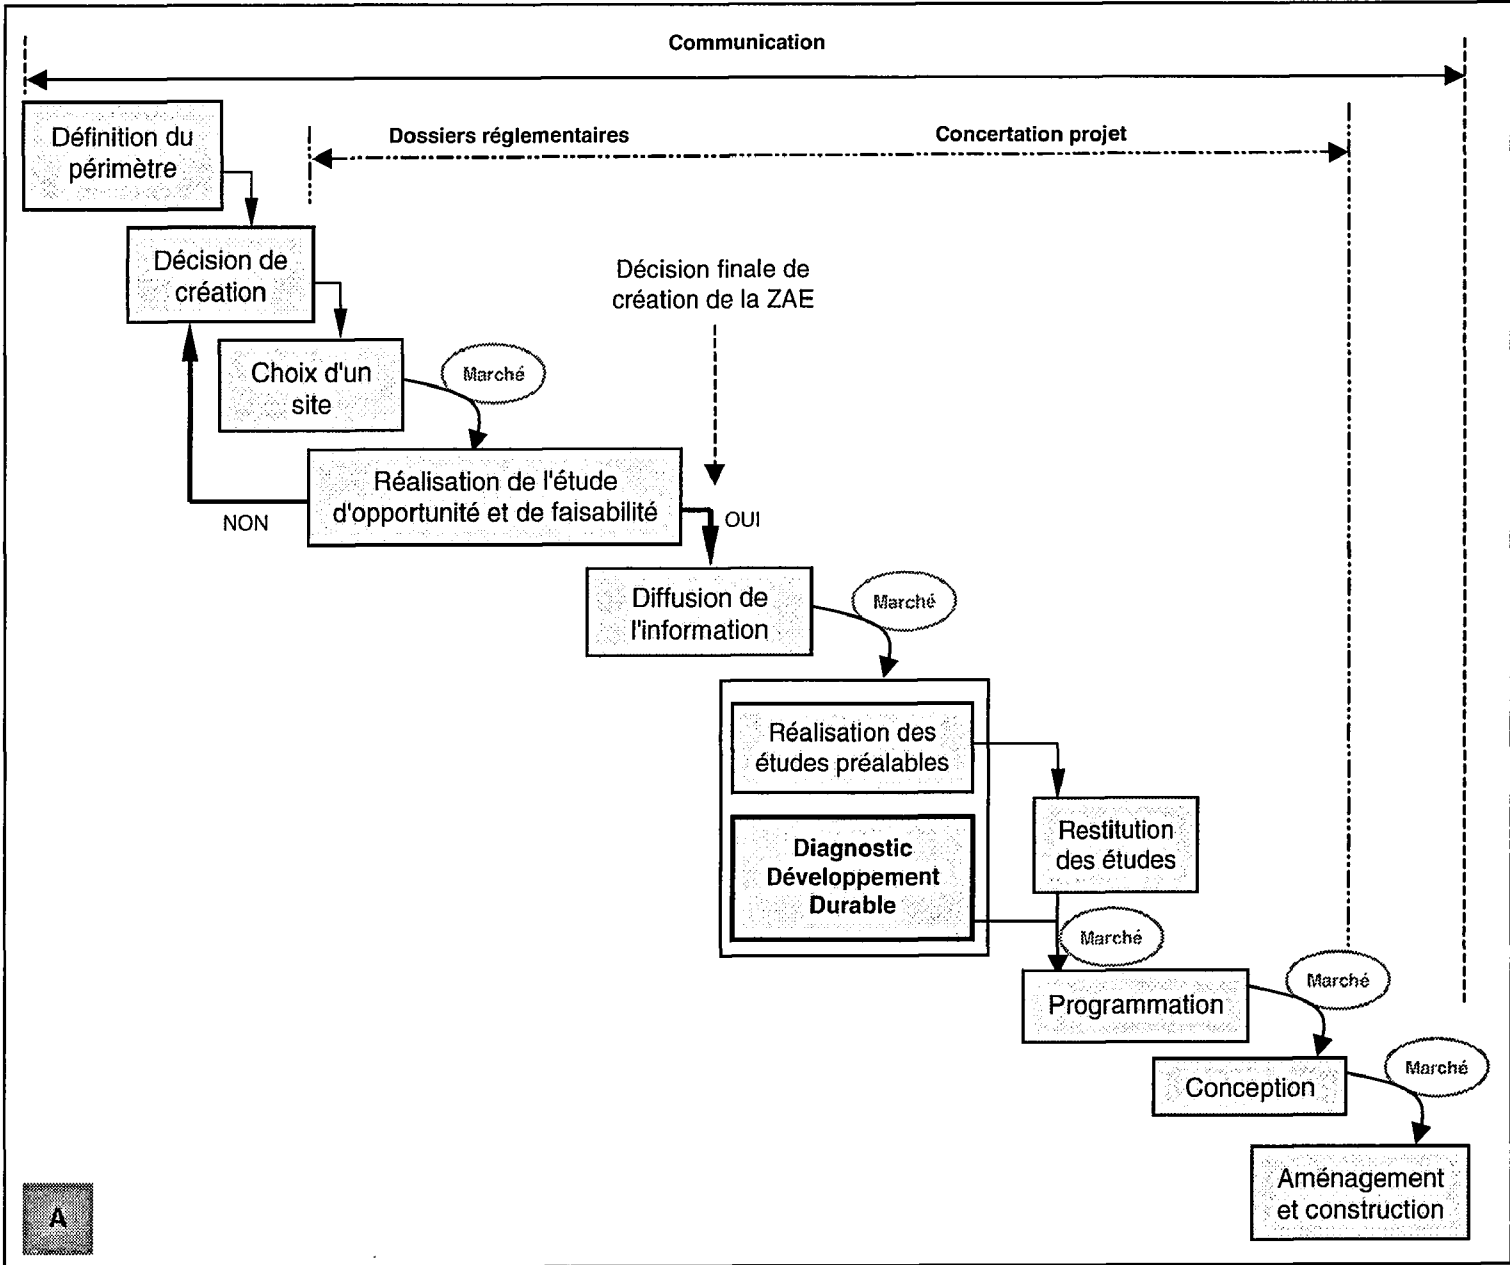 Communication
Dossiers réglementaires
Concertation projet
Définition du
périmètre
Décision de
création
Décision finale de
création de la ZAE
Choix d'un
site
Marché
Réalisation de l'étude
d'opportunité et de faisabilité
NON
OUI
Diffusion de
l'information
Marché
Réalisation des
études préalables
Diagnostic
Développement
Durable
Restitution
des études
Marché
Programmation
Marché
Conception
Marché
Aménagement
et construction
A